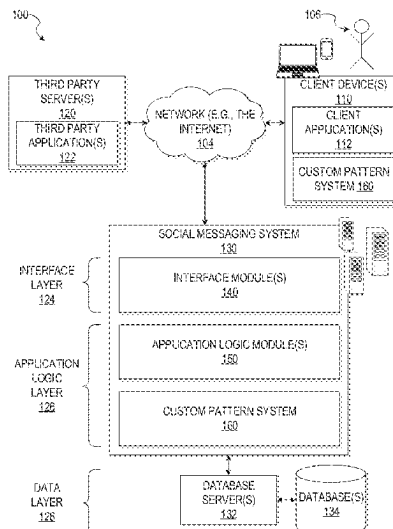 100
106
THIRD PARTY
SERVER(S)
120
THIRD PARTY
APPLICATION(S)
122
NETWORK (E.G., THE
INTERNET)
104
CLIENT DEVICE(S)
110
CLIENT
APPLICATION(S)
112
CUSTOM PATTERN
SYSTEM 160
SOCIAL MESSAGING SYSTEM
130
INTERFACE
LAYER
124
INTERFACE MODULE(S)
140
APPLICATION
LOGIC
LAYER
126
APPLICATION LOGIC MODULE(S)
150
CUSTOM PATTERN SYSTEM
160
DATA
LAYER
128
DATABASE
SERVER(S)
132
DATABASE(S)
134